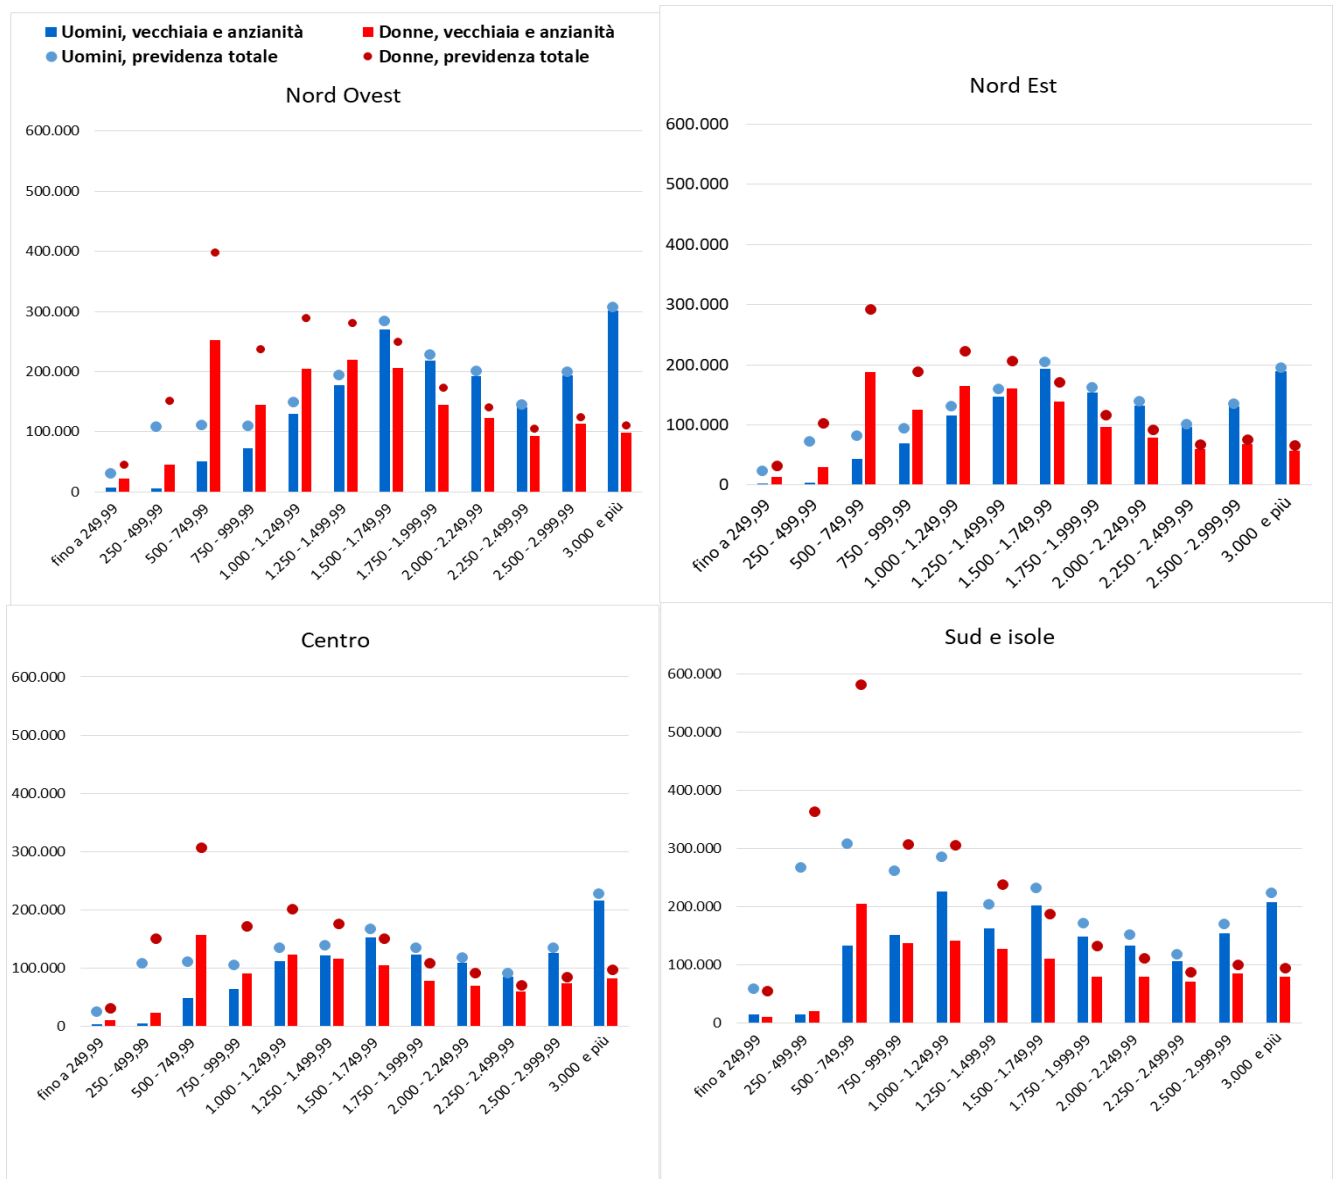 Uomini, vecchiaia e anzianità
Donne, vecchiaia e anzianità
Uomini, previdenza totale
Donne, previdenza totale
Nord Ovest
600.000
500.000
400.000
300.000
200.000
100.000
0
fino a 249,99
250 - 499,99
500 - 749,99
750 - 999,99
1.000 - 1.249,99
1.250 - 1.499,99
1.500 - 1.749,99
1.750 - 1.999,99
2.000 - 2.249,99
2.250 - 2.499,99
2.500 - 2.999,99
3.000 e più
Nord Est
600.000
500.000
400.000
300.000
200.000
100.000
0
fino a 249,99
250 - 499,99
500 - 749,99
750 - 999,99
1.000 - 1.249,99
1.250 - 1.499,99
1.500 - 1.749,99
1.750 - 1.999,99
2.000 - 2.249,99
2.250 - 2.499,99
2.500 - 2.999,99
3.000 e più
Centro
600.000
500.000
400.000
300.000
200.000
100.000
0
fino a 249,99
250 - 499,99
500 - 749,99
750 - 999,99
1.000 - 1.249,99
1.250 - 1.499,99
1.500 - 1.749,99
1.750 - 1.999,99
2.000 - 2.249,99
2.250 - 2.499,99
2.500 - 2.999,99
3.000 e più
Sud e isole
600.000
500.000
400.000
300.000
200.000
100.000
0
fino a 249,99
250 - 499,99
500 - 749,99
750 - 999,99
1.000 - 1.249,99
1.250 - 1.499,99
1.500 - 1.749,99
1.750 - 1.999,99
2.000 - 2.249,99
2.250 - 2.499,99
2.500 - 2.999,99
3.000 e più